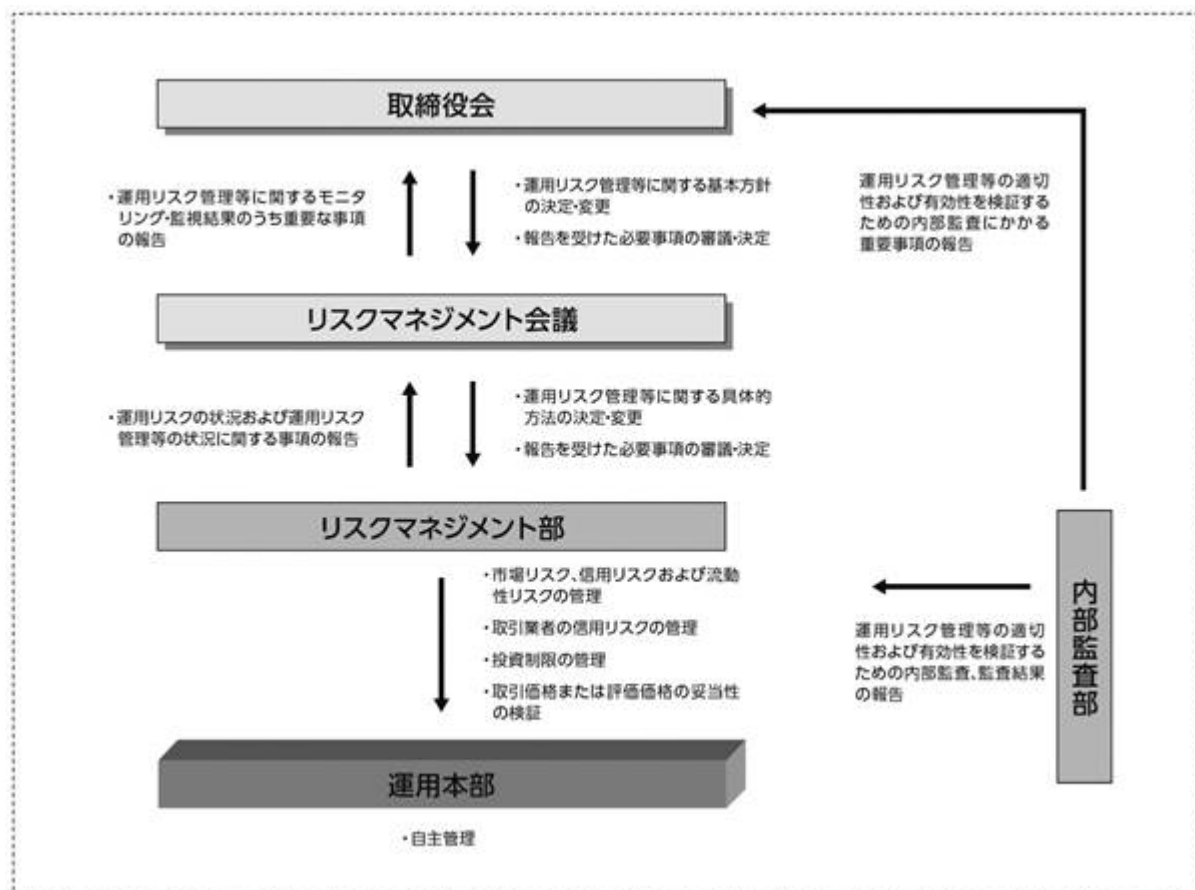 取締役会
・運用リスク管理等に関するモニタ
リング・監視結果のうち重要な事項
の報告
・運用リスク管理等に関する基本方針
の決定・変更
・報告を受けた必要事項の審議・決定
運用リスク管理等の適切
性および有効性を検証する
ための内部監査にかかる
重要事項の報告
リスクマネジメント会議
・運用リスクの状況および運用リスク
管理等の状況に関する事項の報告
・運用リスク管理等に関する具体的
方法の決定・変更
・報告を受けた必要事項の審議・決定
リスクマネジメント部
・市場リスク、信用リスクおよび流動
性リスクの管理
・取引業者の信用リスクの管理
・投資制限の管理
・取引価格または評価価格の妥当性
の検証
運用リスク管理等の適切
性および有効性を検証する
ための内部監査、監査結果
の報告
内部監査部
運用本部
・自主管理